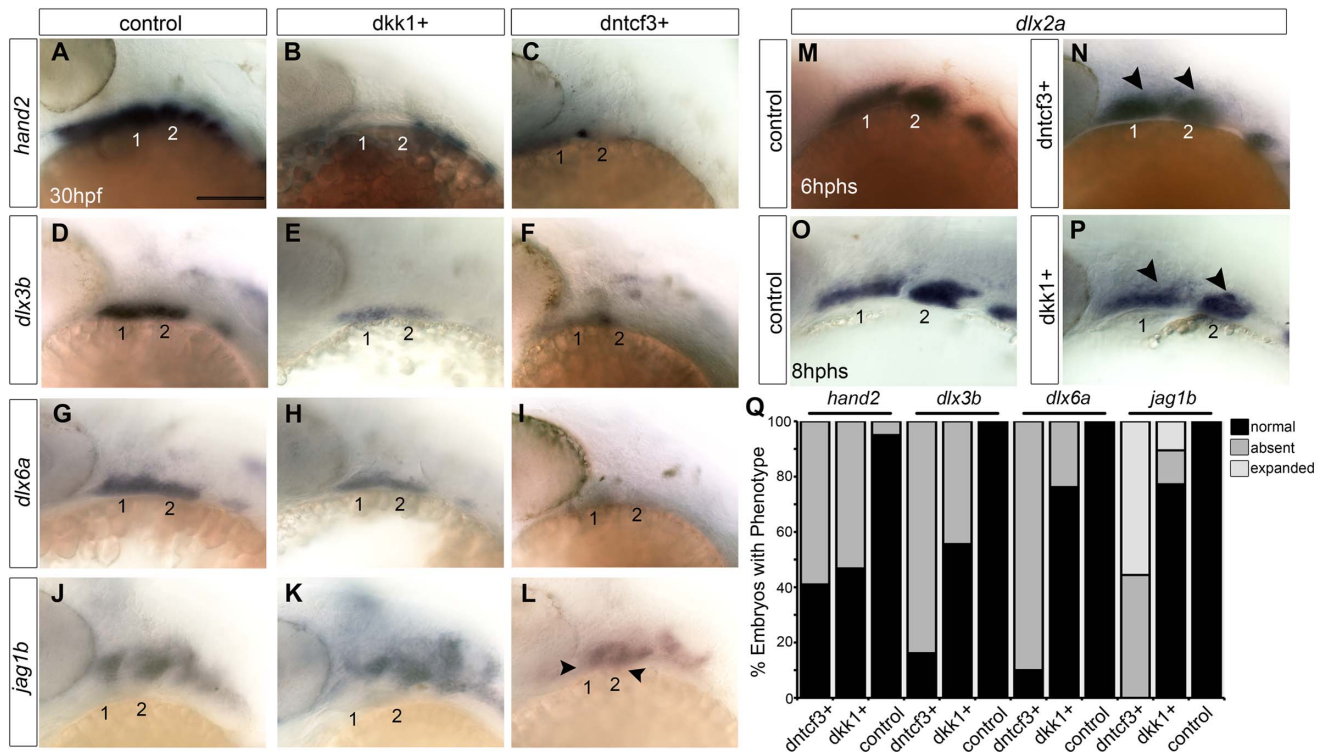 control
dkk1+
dntcf3+
dlx2a
hand2
A
B
C
1
2
1
2
1
2
30hpf
control
M
1
2
6hphs
dntcf3+
N
1
2
dlx3b
D
E
F
1
2
1
2
1
2
control
O
1
2
8hphs
dkk1+
P
1
2
dlx6a
G
H
I
1
2
1
2
1
2
jag1b
J
K
L
1
2
1
2
1
2
Q
hand2
dlx3b
dlx6a
jag1b
normal
absent
expanded
% Embryos with Phenotype
100
80
60
40
20
0
dntcf3+
dkk1+
control
dntcf3+
dkk1+
control
dntcf3+
dkk1+
control
dntcf3+
dkk1+
control